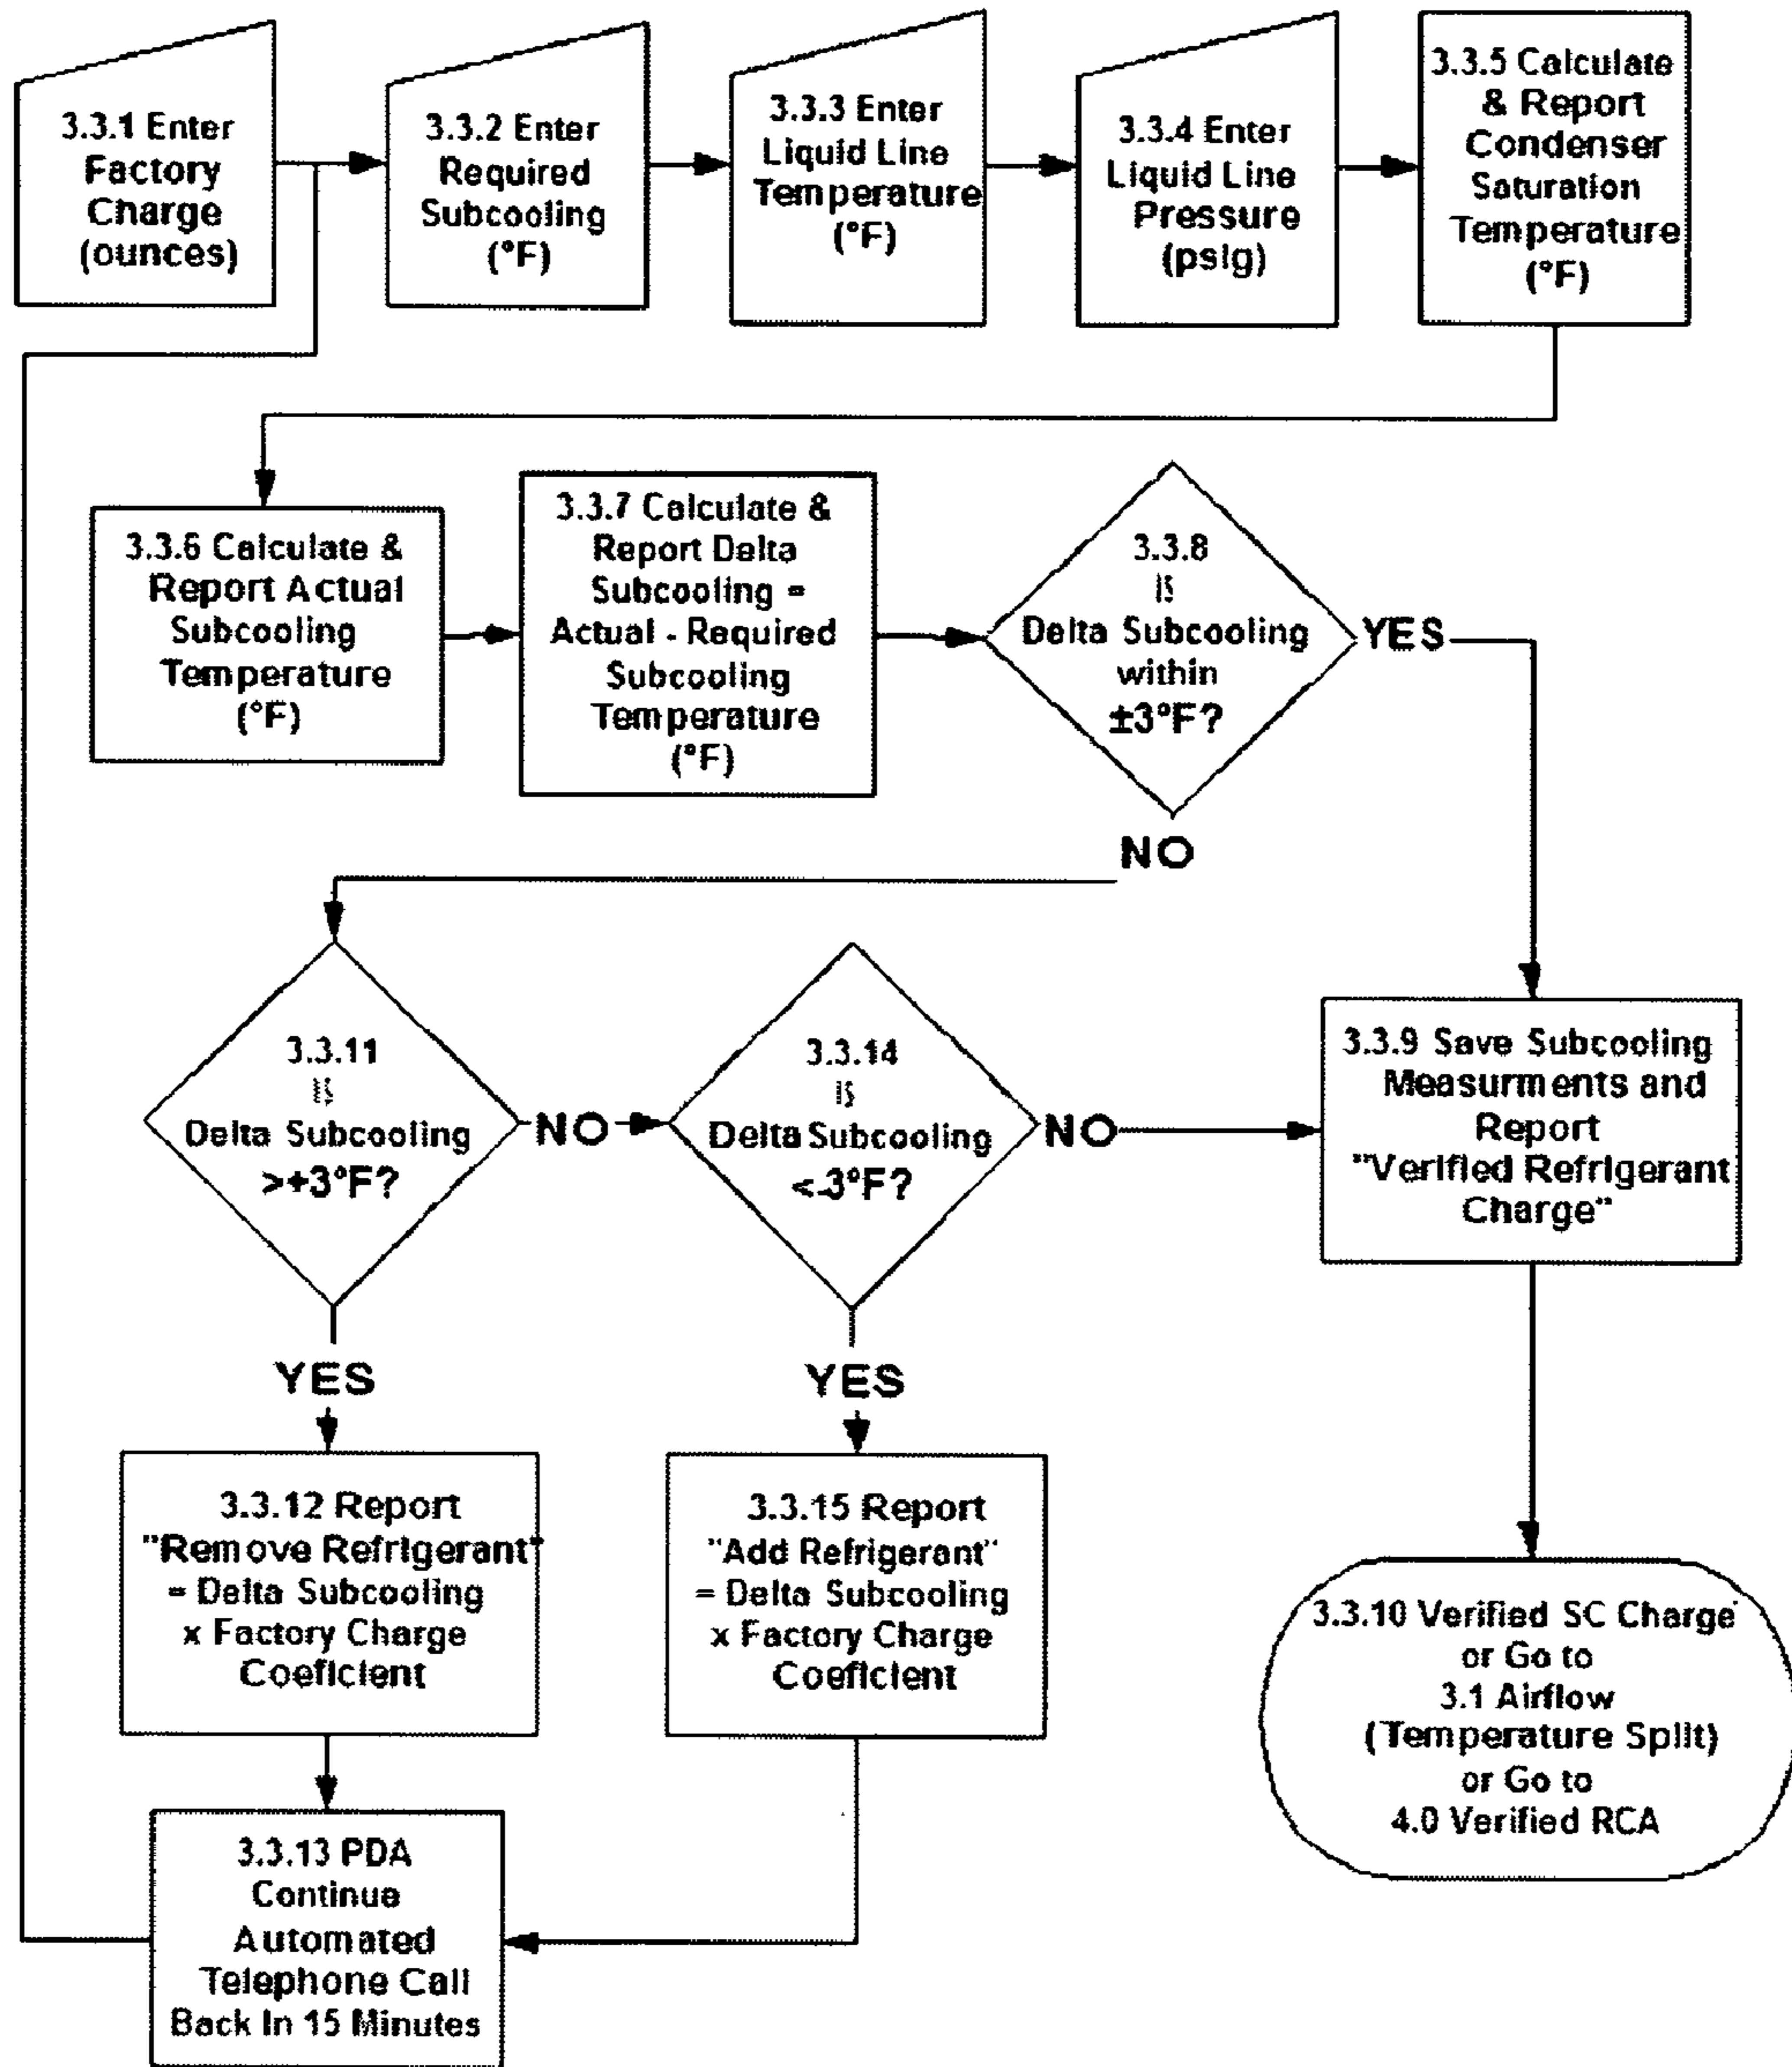 3.3.1 Enter
Factory
Charge
(ounces)
3.3.2 Enter
Required
Subcooling
(°F)
3.3.3 Enter
Liquid Line
Temperature
(°F)
3.3.4 Enter
Liquid Line
Pressure
(psig)
3.3.5 Calculate
& Report
Condenser
Saturation
Temperature
(°F)
3.3.6 Calculate &
Report Actual
Subcooling
Temperature
(°F)
3.3.7 Calculate &
Report Delta
Subcooling =
Actual - Required
Subcooling
Temperature
(°F)
3.3.8
IS
Delta Subcooling
within
±3°F?
YES
NO
3.3.11
IS
Delta Subcooling
>+3°F?
NO
3.3.14
IS
Delta Subcooling
<-3°F?
NO
3.3.9 Save Subcooling
Measurments and
Report
"Verified Refrigerant
Charge"
YES
YES
3.3.12 Report
"Remove Refrigerant"
= Delta Subcooling
x Factory Charge
Coeficient
3.3.15 Report
"Add Refrigerant"
= Delta Subcooling
x Factory Charge
Coeficient
3.3.10 Verified SC Charge
or Go to
3.1 Airflow
(Temperature Split)
or Go to
4.0 Verified RCA
3.3.13 PDA
Continue
Automated
Telephone Call
Back In 15 Minutes